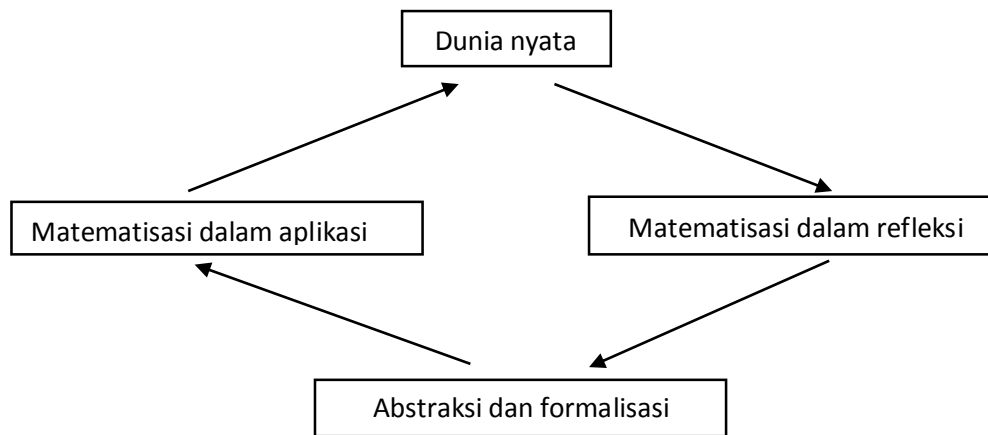 Dunia nyata
Matematisasi dalam aplikasi
Matematisasi dalam refleksi
Abstraksi dan formalisasi